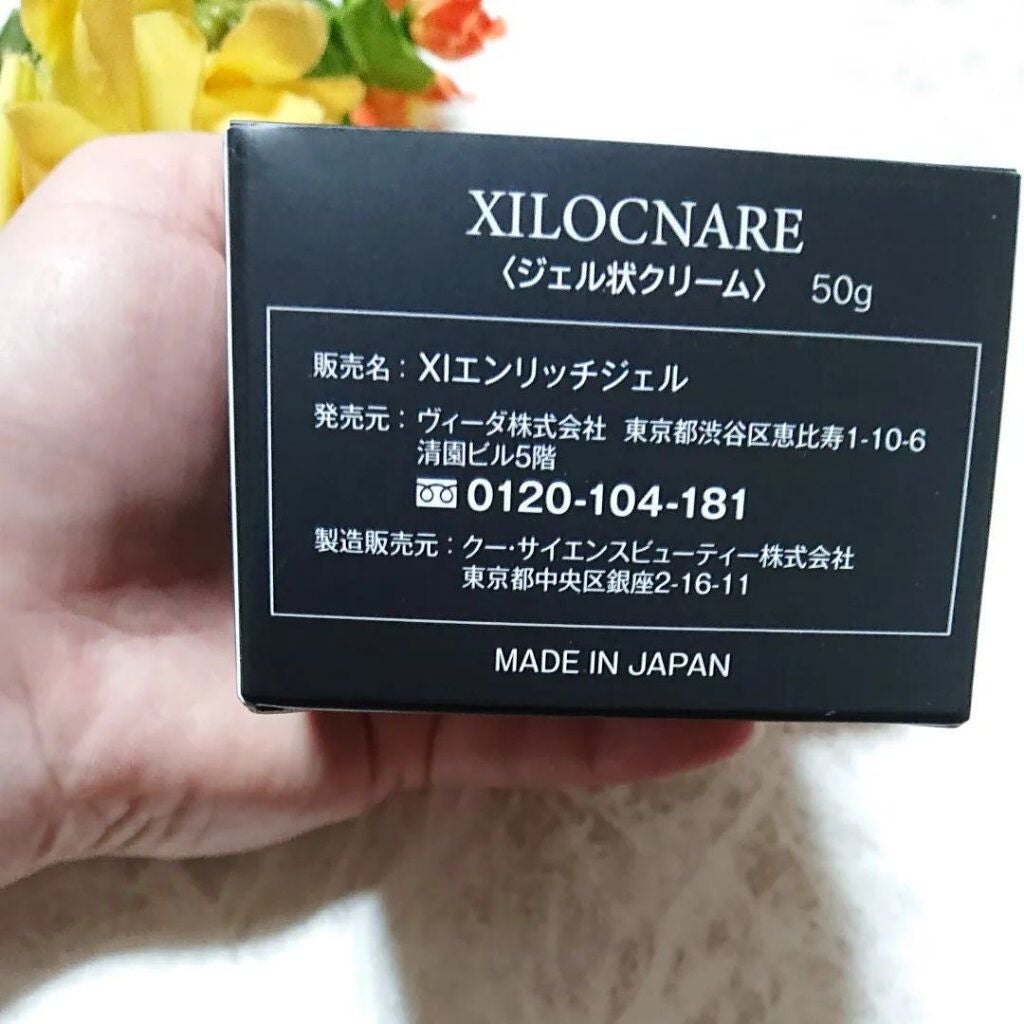 XILOCNARE
〈ジェル状クリーム〉 50g
販売名：XIエンリッチジェル
発売元：ヴィーダ株式会社 東京都渋谷区恵比寿1-10-6
清園ビル5階
0120-104-181
製造販売元：クー・サイエンスビューティー株式会社
東京都中央区銀座2-16-11
MADE IN JAPAN